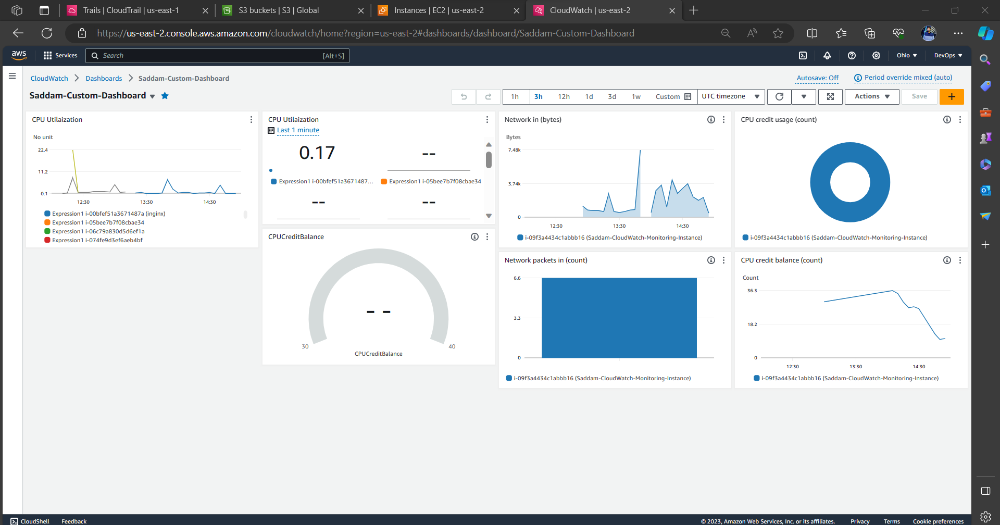 Trails | CloudTrail | us-east-1
S3 buckets | S3 | Global
Instances | EC2 | us-east-2
CloudWatch | us-east-2
https://us-east-2.console.aws.amazon.com/cloudwatch/home?region=us-east-2#dashboards/dashboard/Saddam-Custom-Dashboard
aws Services Search [Alt+S] Ohio DevOps
CloudWatch Dashboards Saddam-Custom-Dashboard
Autosave: Off Period override mixed (auto)
Saddam-Custom-Dashboard
1h 3h 12h 1d 3d 1w Custom UTC timezone Actions Save
CPU Utilaization
No unit
22.4
11.2
0.1
12:30 13:30 14:30
Expression1 i-00bfef51a3671487a (inginx)
Expression1 i-05bee7b7f08cbae34
Expression1 i-06c79a830d5d6ef1a
Expression1 i-074fe9d3ef6aeb4bf
CPU Utilaization
Last 1 minute
0.17 --
Expression1 i-00bfef51a3671487... Expression1 i-05bee7b7f08cbae34
-- --
CPUCreditBalance
- -
30 40
CPUCreditBalance
Network in (bytes)
Bytes
7.48k
3.74k
0
12:30 13:30 14:30
i-09f3a4434c1abbb16 (Saddam-CloudWatch-Monitoring-Instance)
CPU credit usage (count)
i-09f3a4434c1abbb16 (Saddam-CloudWatch-Monitoring-Instance)
Network packets in (count)
6.6
3.3
0
i-09f3a4434c1abbb16 (Saddam-CloudWatch-Monitoring-Instance)
CPU credit balance (count)
Count
36.3
18.2
0
12:30 13:30 14:30
i-09f3a4434c1abbb16 (Saddam-CloudWatch-Monitoring-Instance)
CloudShell Feedback © 2023, Amazon Web Services, Inc. or its affiliates. Privacy Terms Cookie preferences